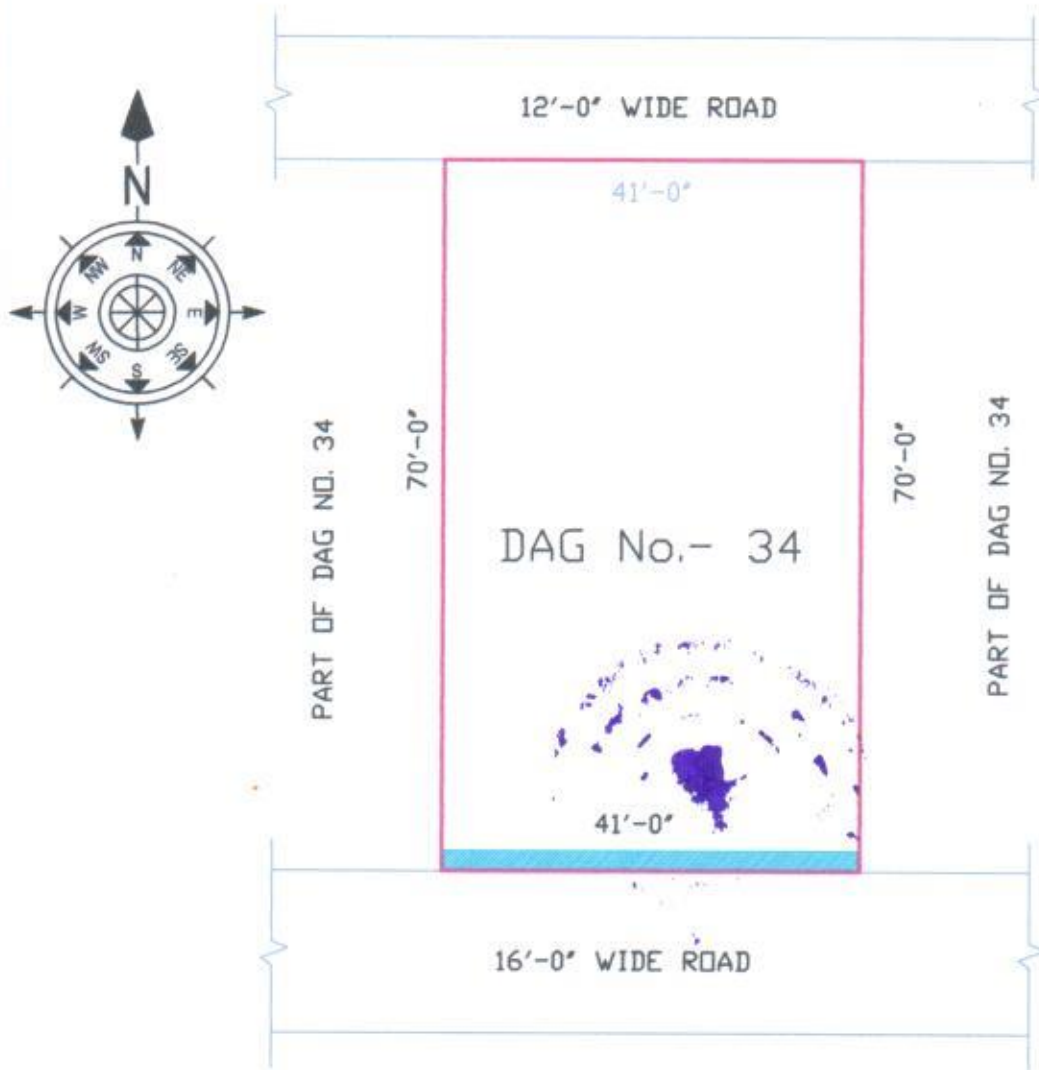 12'-0" WIDE ROAD
41'-0"
N
N
NE
E
SE
S
SW
W
NW
70'-0"
70'-0"
PART OF DAG NO. 34
PART OF DAG NO. 34
DAG No.- 34
41'-0"
16'-0" WIDE ROAD